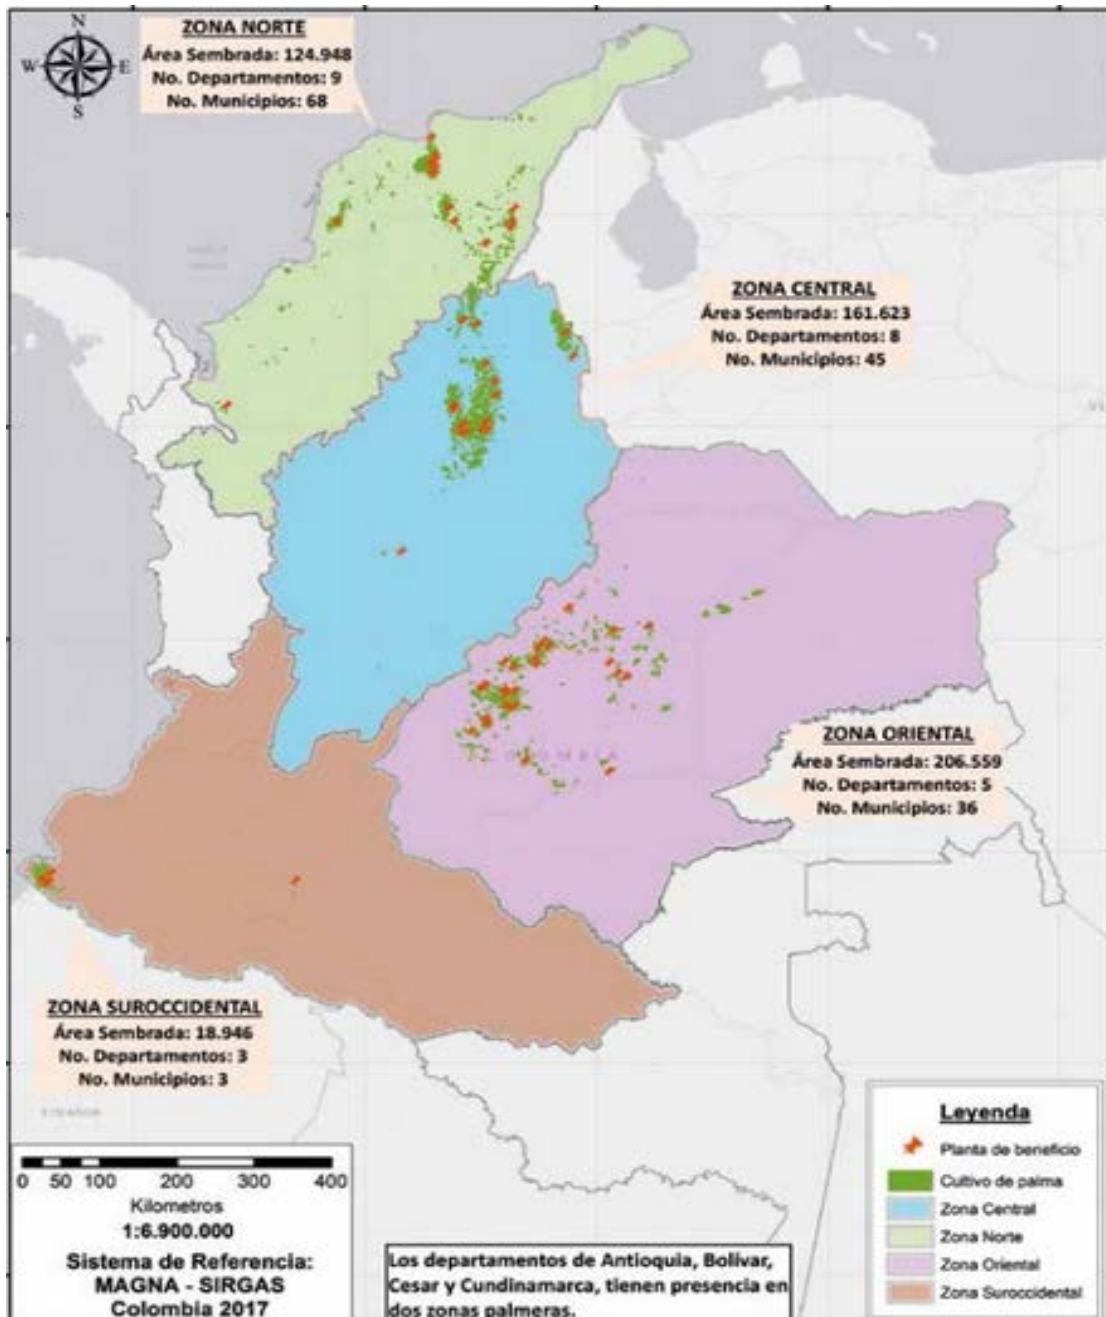 N
W E
S
ZONA NORTE
Área Sembrada: 124.948
No. Departamentos: 9
No. Municipios: 68
ZONA CENTRAL
Área Sembrada: 161.623
No. Departamentos: 8
No. Municipios: 45
ZONA ORIENTAL
Área Sembrada: 206.559
No. Departamentos: 5
No. Municipios: 36
ZONA SUROCCIDENTAL
Área Sembrada: 18.946
No. Departamentos: 3
No. Municipios: 3
0 50 100 200 300 400
Kilometros
1:6.900.000
Sistema de Referencia:
MAGNA - SIRGAS
Colombia 2017
Los departamentos de Antioquia, Bolivar,
Cesar y Cundinamarca, tienen presencia en
dos zonas palmeras.
Leyenda
Planta de beneficio
Cultivo de palma
Zona Central
Zona Norte
Zona Oriental
Zona Suroccidental